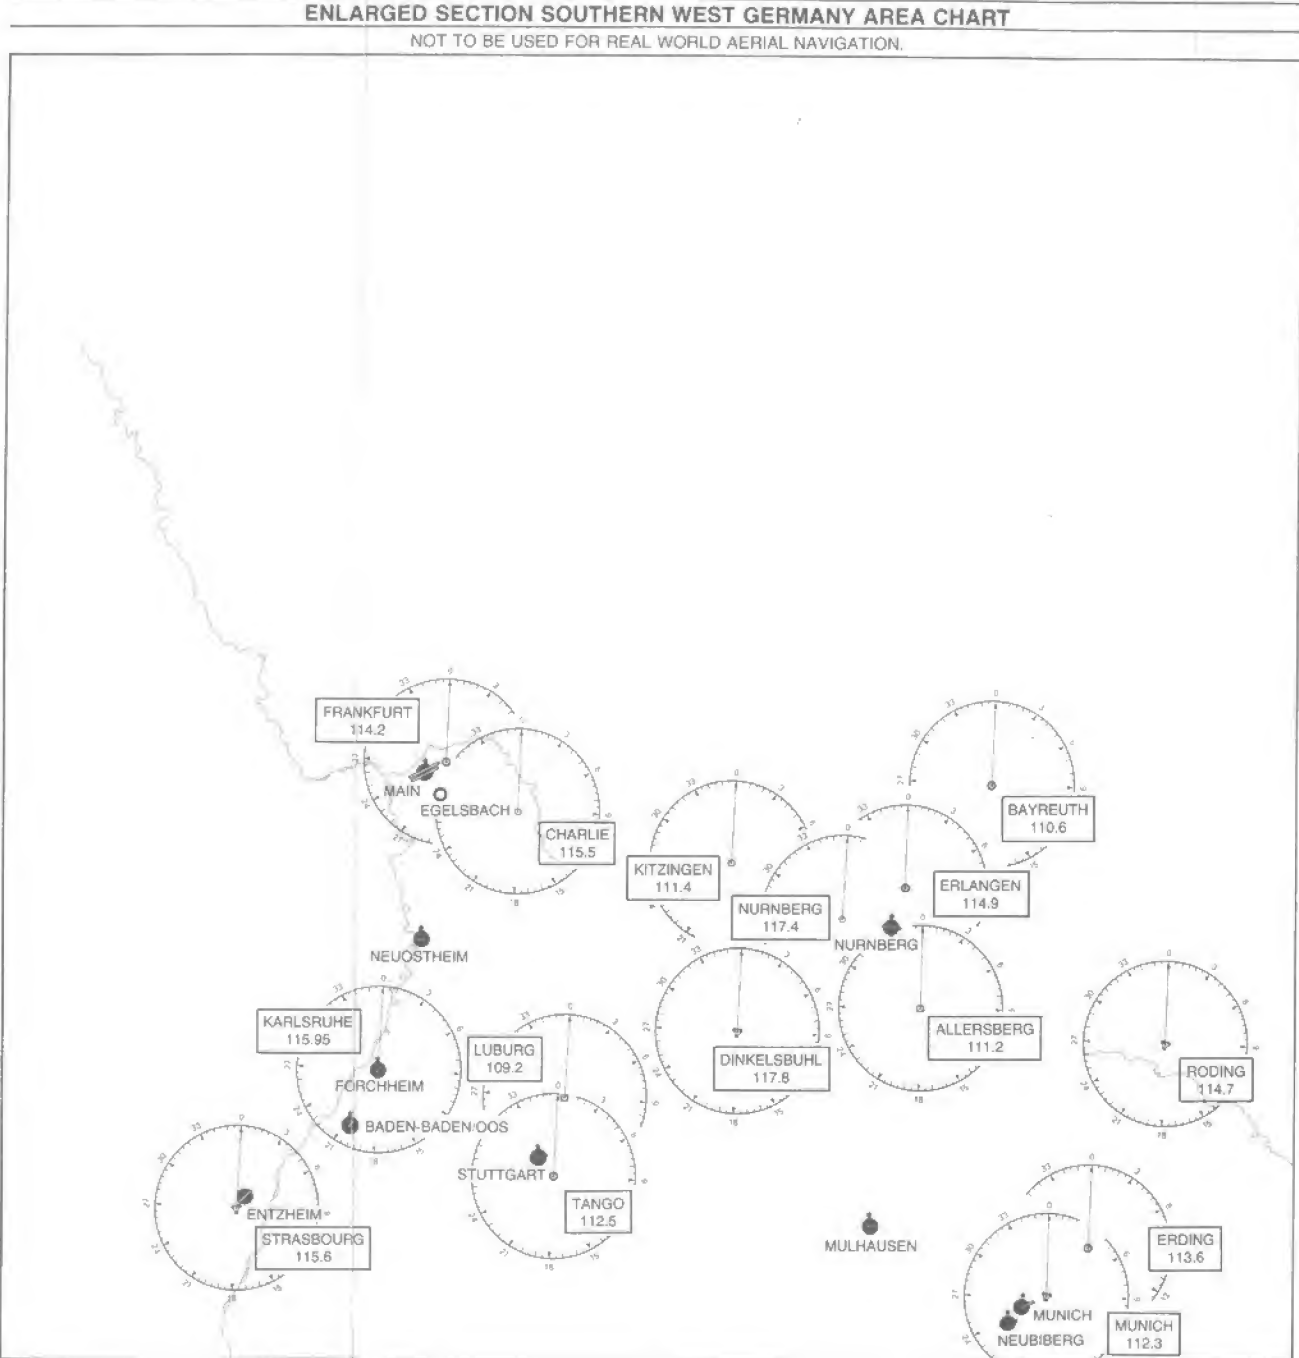 ENLARGED SECTION SOUTHERN WEST GERMANY AREA CHART
NOT TO BE USED FOR REAL WORLD AERIAL NAVIGATION.
FRANKFURT
114.2
MAIN
EGELSBACH
CHARLIE
115.5
KITZINGEN
111.4
NURNBERG
117.4
BAYREUTH
110.6
ERLANGEN
114.9
NURNBERG
NEUOSTHEIM
KARLSRUHE
115.95
FORCHHEIM
LUBURG
109.2
DINKELSBUHL
117.8
ALLERSBERG
111.2
RODING
114.7
BADEN-BADEN OOS
STUTTGART
TANGO
112.5
ENTZHEIM
STRASBOURG
115.6
MULHAUSEN
ERDING
113.6
MUNICH
NEUBIBERG
MUNICH
112.3